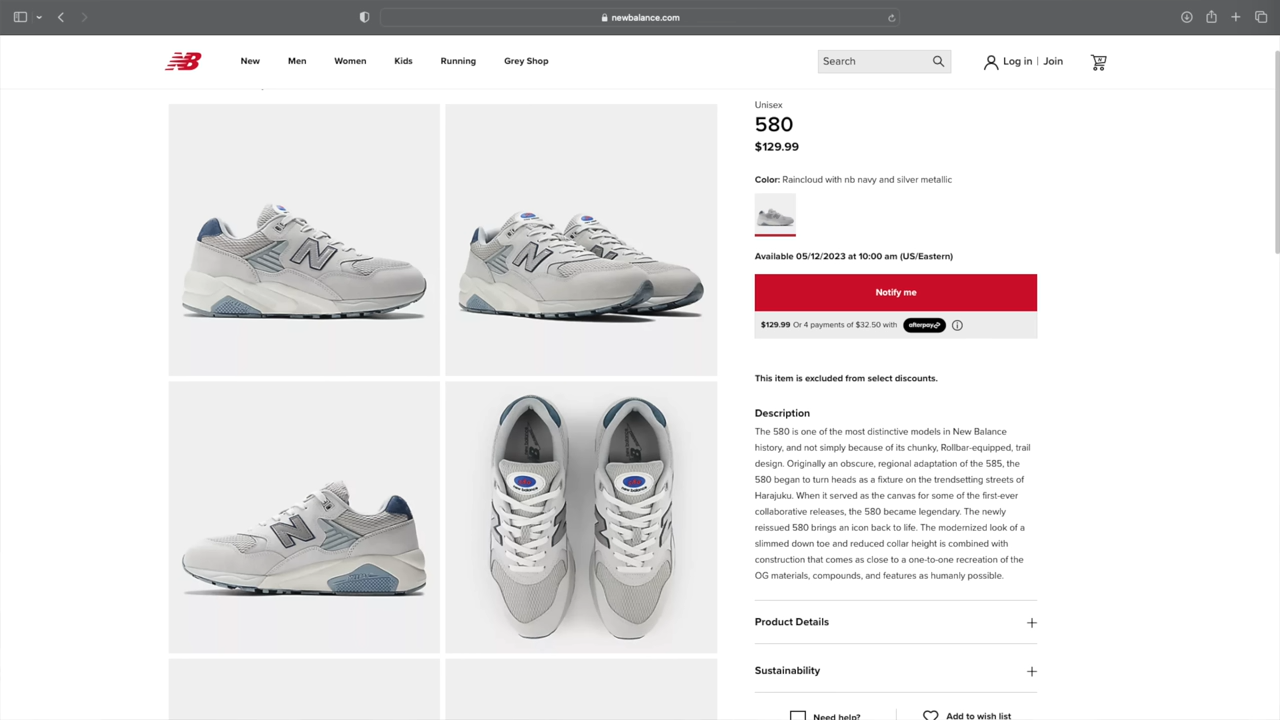 newbalance.com
NB
New Men Women Kids Running Grey Shop
Search
Log in | Join
Unisex
580
$129.99
Color: Raincloud with nb navy and silver metallic
Available 05/12/2023 at 10:00 am (US/Eastern)
Notify me
$129.99 Or 4 payments of $32.50 with afterpay
This item is excluded from select discounts.
Description
The 580 is one of the most distinctive models in New Balance
history, and not simply because of its chunky, Rollbar-equipped, trail
design. Originally an obscure, regional adaptation of the 585, the
580 began to turn heads as a fixture on the trendsetting streets of
Harajuku. When it served as the canvas for some of the first-ever
collaborative releases, the 580 became legendary. The newly
reissued 580 brings an icon back to life. The modernized look of a
slimmed down toe and reduced collar height is combined with
construction that comes as close to a one-to-one recreation of the
OG materials, compounds, and features as humanly possible.
Product Details
Sustainability
Need help?
Add to wish list
N
N
N
new balance
new balance